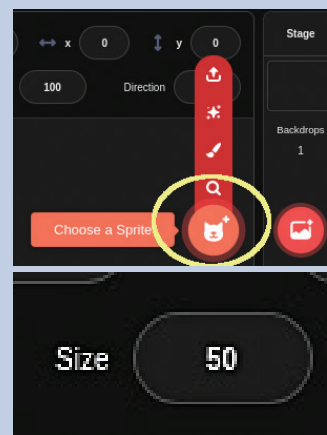 x 0 y 0 Stage
100 Direction
Backdrops
1
Choose a Sprite
Size 50